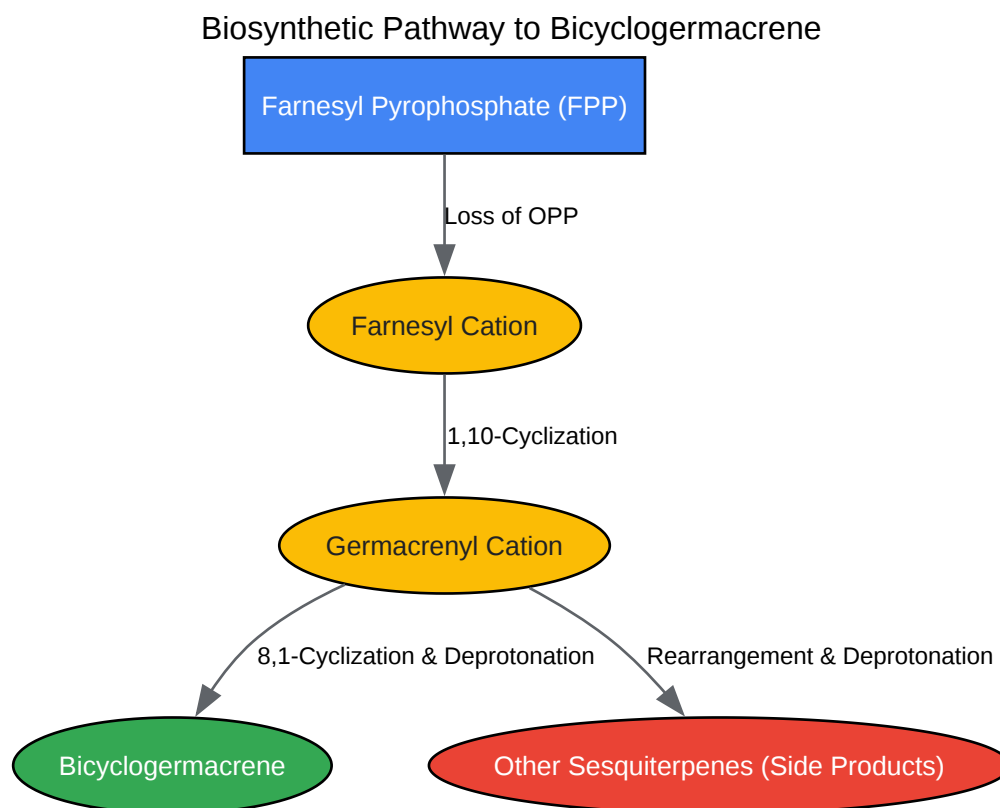 Biosynthetic Pathway to Bicyclogermacrene
Farnesyl Pyrophosphate (FPP)
Loss of OPP
Farnesyl Cation
1,10-Cyclization
Germacrenyl Cation
8,1-Cyclization & Deprotonation
Rearrangement & Deprotonation
Bicyclogermacrene
Other Sesquiterpenes (Side Products)